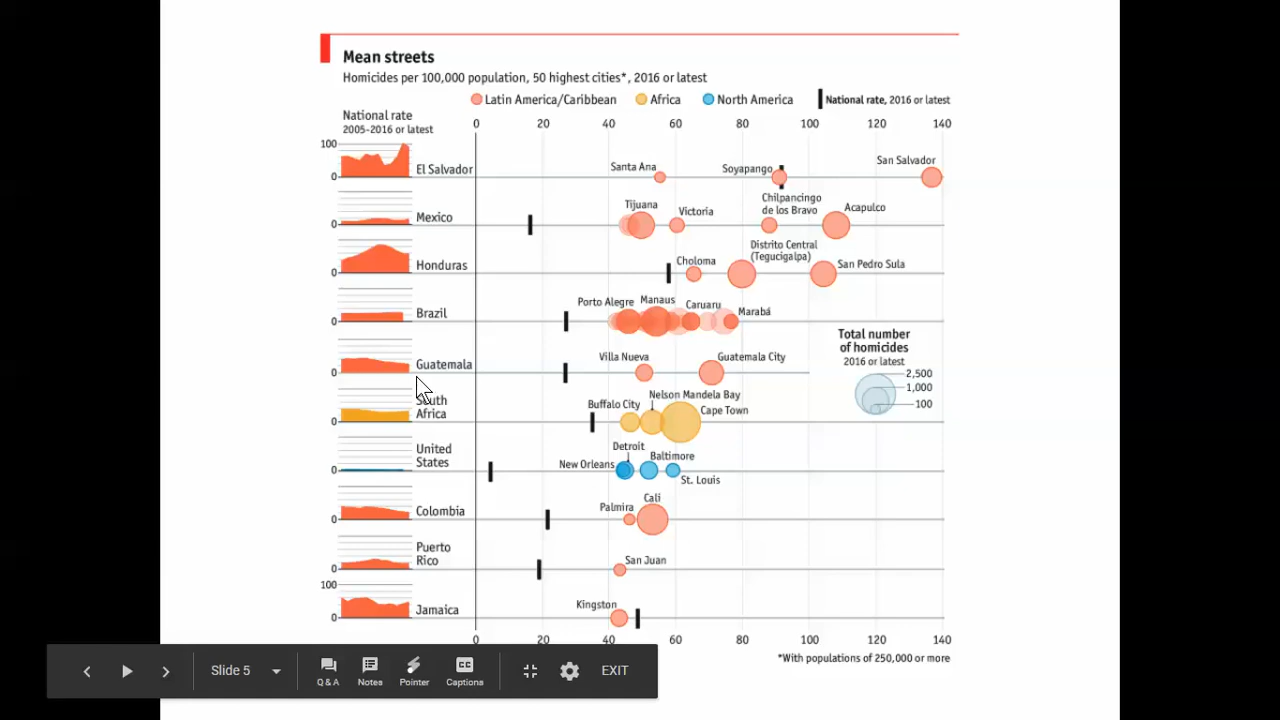 Mean streets
Homicides per 100,000 population, 50 highest cities*, 2016 or latest
Latin America/Caribbean Africa North America National rate, 2016 or latest
National rate
2005-2016 or latest
0 20 40 60 80 100 120 140
100
0
El Salvador
Santa Ana
Soyapango
San Salvador
0
Mexico
Tijuana
Victoria
Chilpancingo
de los Bravo
Acapulco
0
Honduras
Choloma
Distrito Central
(Tegucigalpa)
San Pedro Sula
0
Brazil
Porto Alegre
Manaus
Caruaru
Marabá
0
Guatemala
Villa Nueva
Guatemala City
Total number
of homicides
2016 or latest
2,500
1,000
100
0
South
Africa
Buffalo City
Nelson Mandela Bay
Cape Town
0
United
States
New Orleans
Detroit
Baltimore
St. Louis
0
Colombia
Palmira
Cali
0
Puerto
Rico
San Juan
100
0
Jamaica
Kingston
0 20 40 60 80 100 120 140
*With populations of 250,000 or more
Slide 5
Q & A
Notes
Pointer
CC
Captions
EXIT